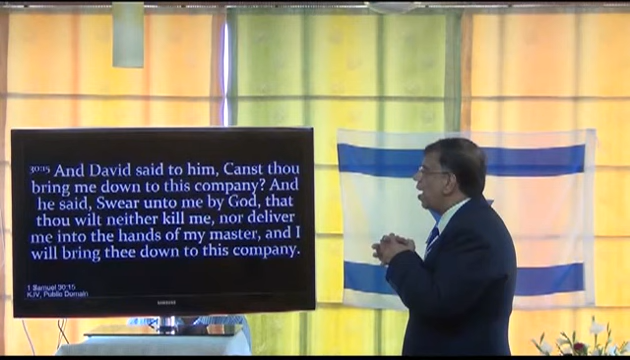 30:15 And David said to him, Canst thou
bring me down to this company? And
he said, Swear unto me by God, that
thou wilt neither kill me, nor deliver
me into the hands of my master, and I
will bring thee down to this company.
1 Samuel 30:15
KJV, Public Domain
SAMSUNG